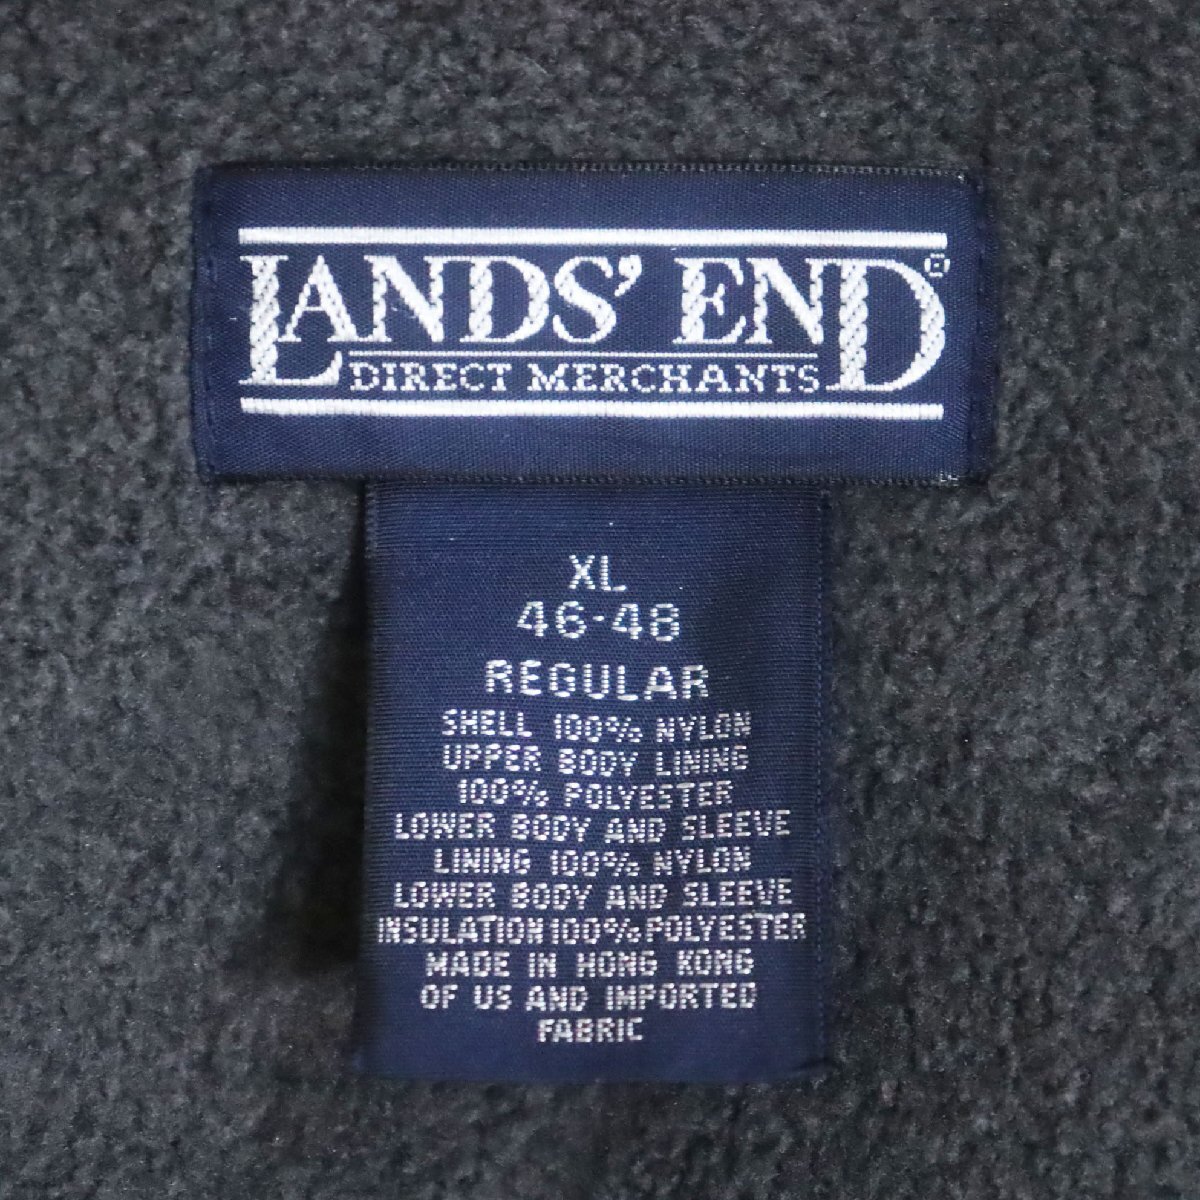 LANDS' END®
DIRECT MERCHANTS
XL
46-48
REGULAR
SHELL 100% NYLON
UPPER BODY LINING
100% POLYESTER
LOWER BODY AND SLEEVE
LINING 100% NYLON
LOWER BODY AND SLEEVE
INSULATION 100% POLYESTER
MADE IN HONG KONG
OF US AND IMPORTED
FABRIC